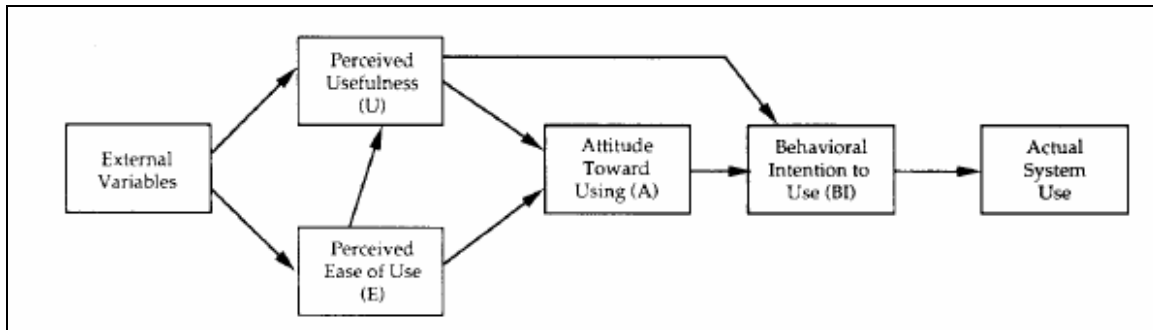 External
Variables
Perceived
Usefulness
(U)
Perceived
Ease of Use
(E)
Attitude
Toward
Using (A)
Behavioral
Intention to
Use (BI)
Actual
System
Use